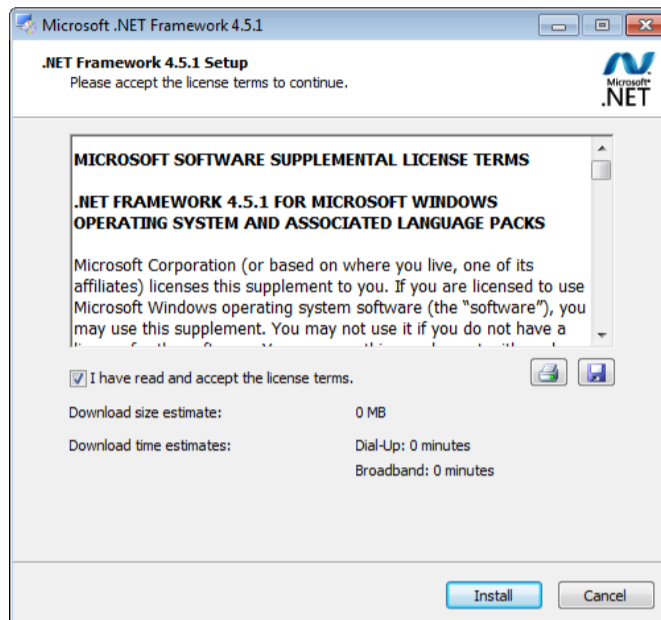 Microsoft .NET Framework 4.5.1
.NET Framework 4.5.1 Setup
Please accept the license terms to continue.
Microsoft®
.NET
MICROSOFT SOFTWARE SUPPLEMENTAL LICENSE TERMS
.NET FRAMEWORK 4.5.1 FOR MICROSOFT WINDOWS
OPERATING SYSTEM AND ASSOCIATED LANGUAGE PACKS
Microsoft Corporation (or based on where you live, one of its
affiliates) licenses this supplement to you. If you are licensed to use
Microsoft Windows operating system software (the “software”), you
may use this supplement. You may not use it if you do not have a
I have read and accept the license terms.
Download size estimate: 0 MB
Download time estimates: Dial-Up: 0 minutes
Broadband: 0 minutes
Install Cancel